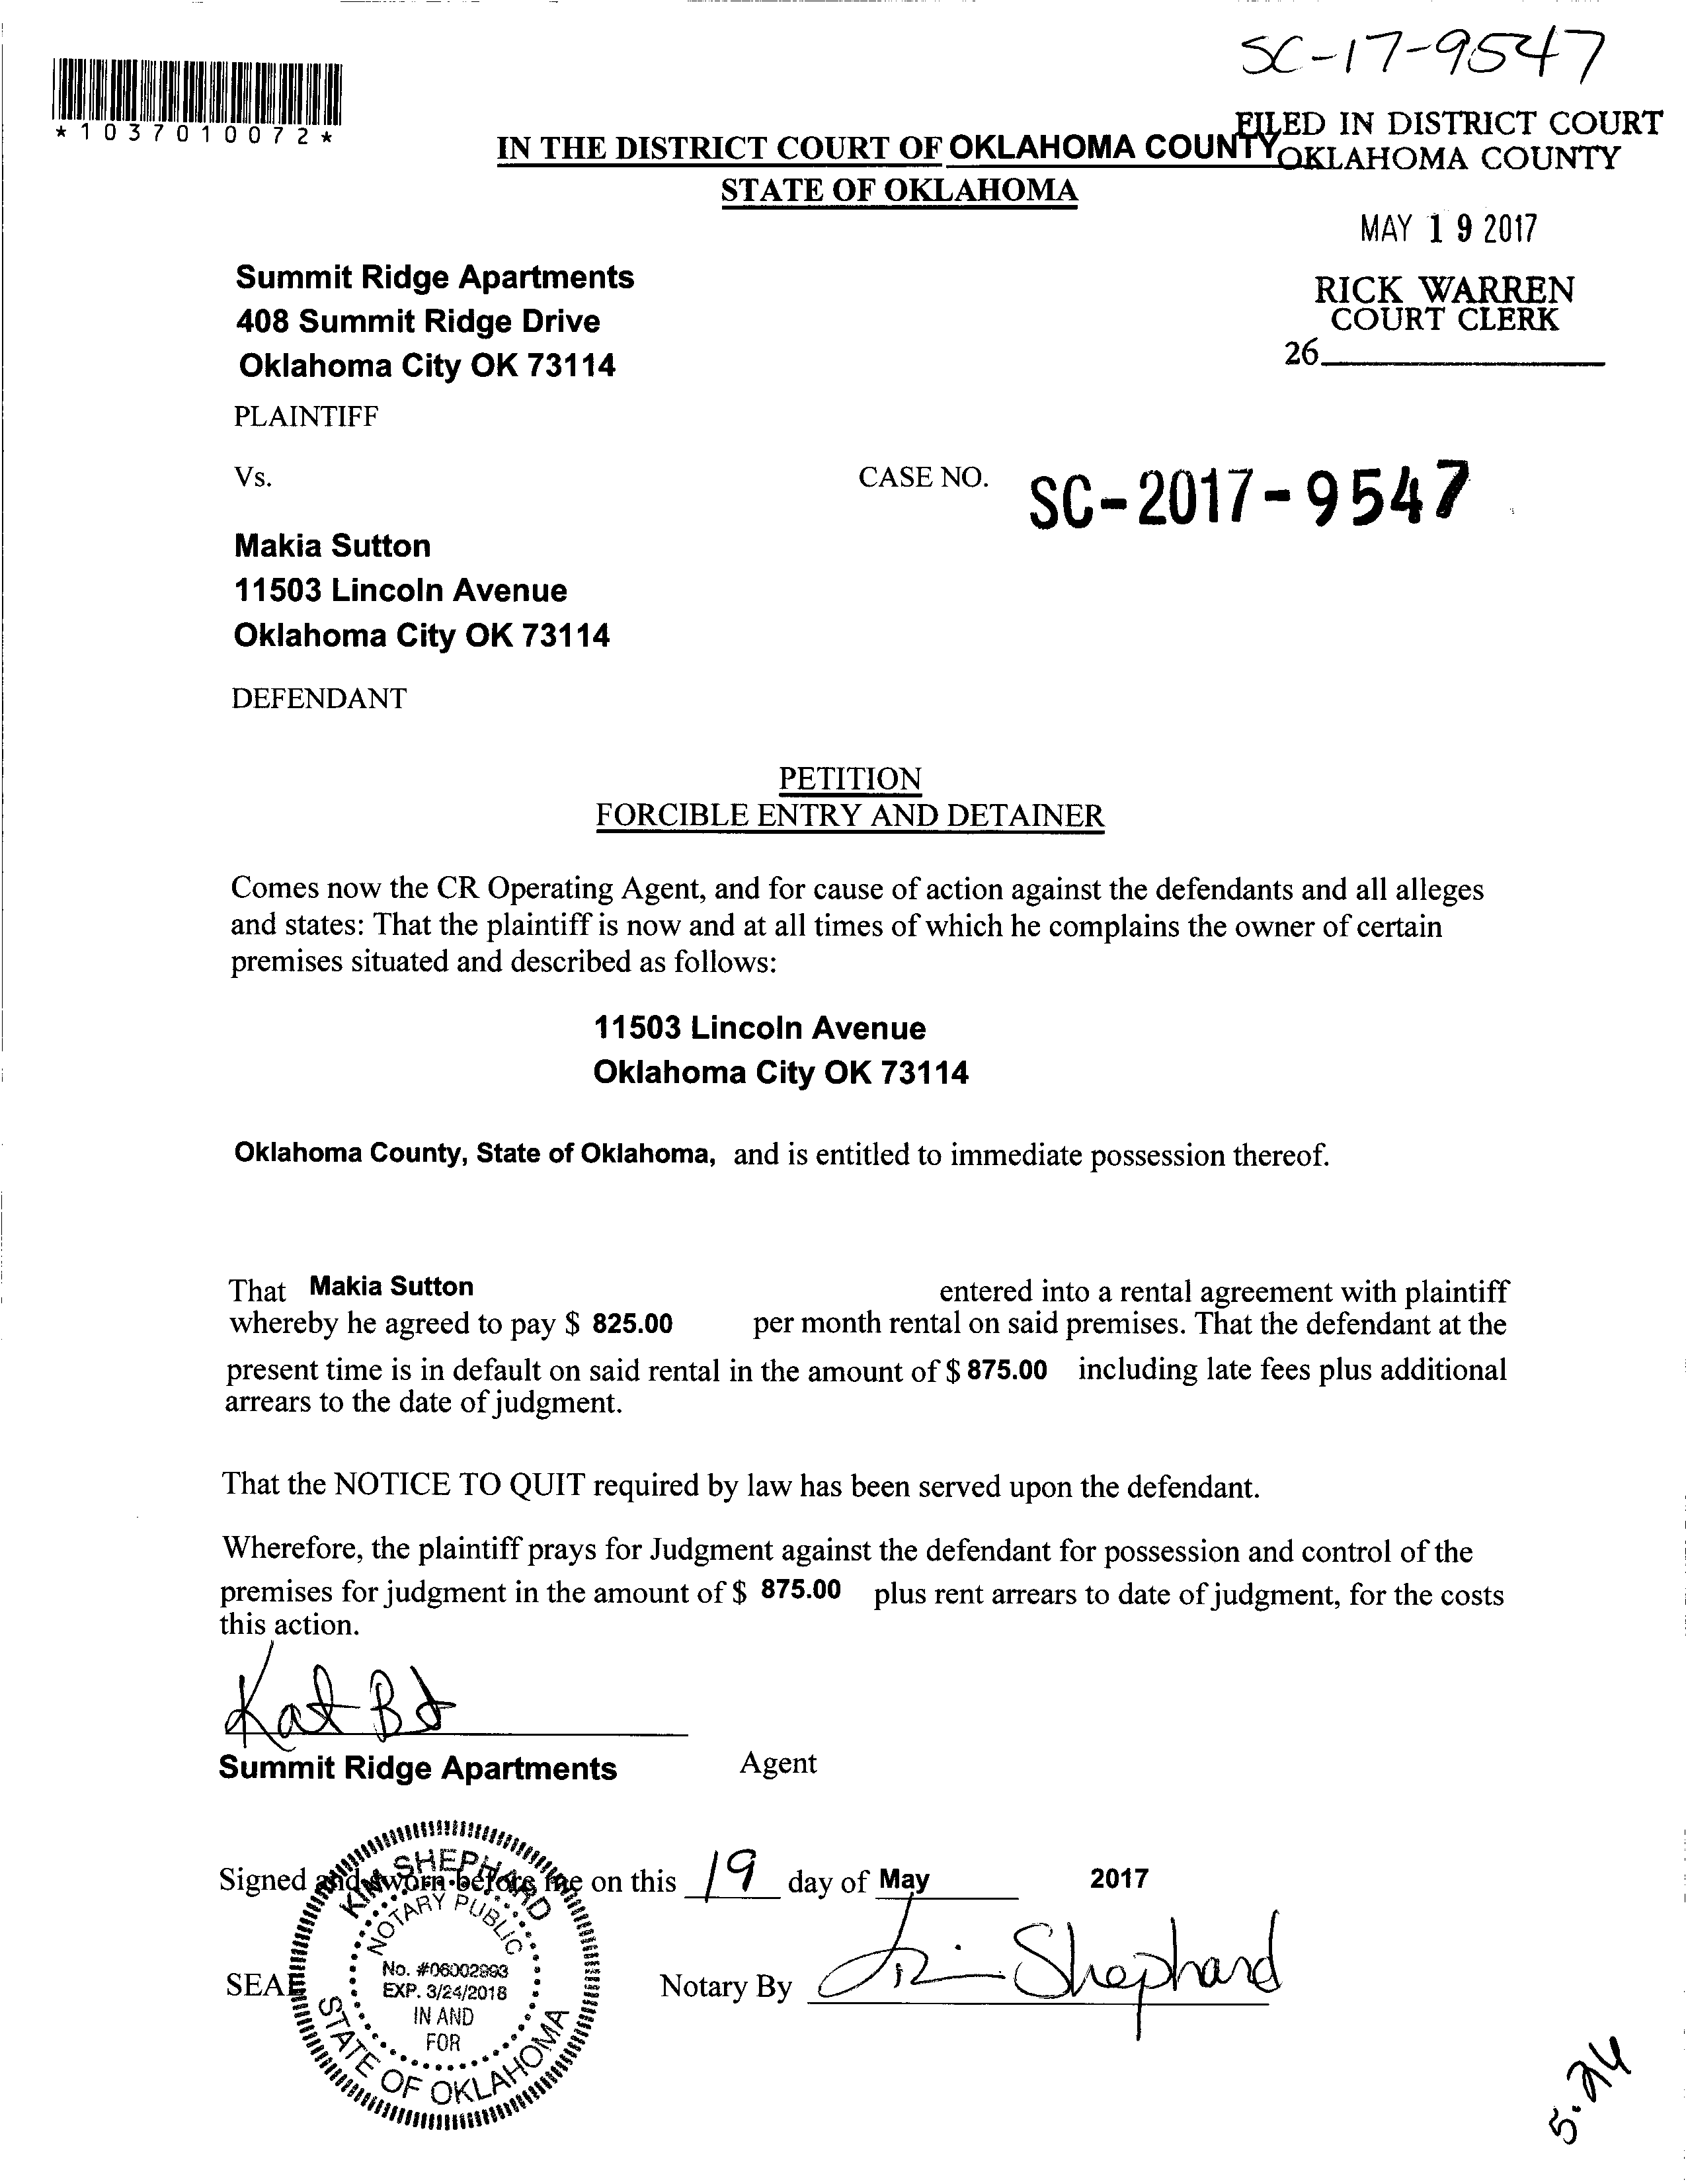 SC-17-9547
*1037010072*
FILED IN DISTRICT COURT
OKLAHOMA COUNTY
IN THE DISTRICT COURT OF OKLAHOMA COUNTY
STATE OF OKLAHOMA
MAY 19 2017
RICK WARREN
COURT CLERK
26
Summit Ridge Apartments
408 Summit Ridge Drive
Oklahoma City OK 73114
PLAINTIFF
Vs.
CASE NO. SC-2017-9547
Makia Sutton
11503 Lincoln Avenue
Oklahoma City OK 73114
DEFENDANT
PETITION
FORCIBLE ENTRY AND DETAINER
Comes now the CR Operating Agent, and for cause of action against the defendants and all alleges
and states: That the plaintiff is now and at all times of which he complains the owner of certain
premises situated and described as follows:
11503 Lincoln Avenue
Oklahoma City OK 73114
Oklahoma County, State of Oklahoma, and is entitled to immediate possession thereof.
That Makia Sutton entered into a rental agreement with plaintiff
whereby he agreed to pay $ 825.00 per month rental on said premises. That the defendant at the
present time is in default on said rental in the amount of $ 875.00 including late fees plus additional
arrears to the date of judgment.
That the NOTICE TO QUIT required by law has been served upon the defendant.
Wherefore, the plaintiff prays for Judgment against the defendant for possession and control of the
premises for judgment in the amount of $ 875.00 plus rent arrears to date of judgment, for the costs
this action.
Summit Ridge Apartments Agent
Signed and sworn before me on this 19 day of May 2017
SEAL
KIM SHEPHARD
NOTARY PUBLIC
No. #06002993
EXP. 3/24/2018
IN AND
FOR
STATE OF OKLAHOMA
Notary By Kim Shephard
5.24